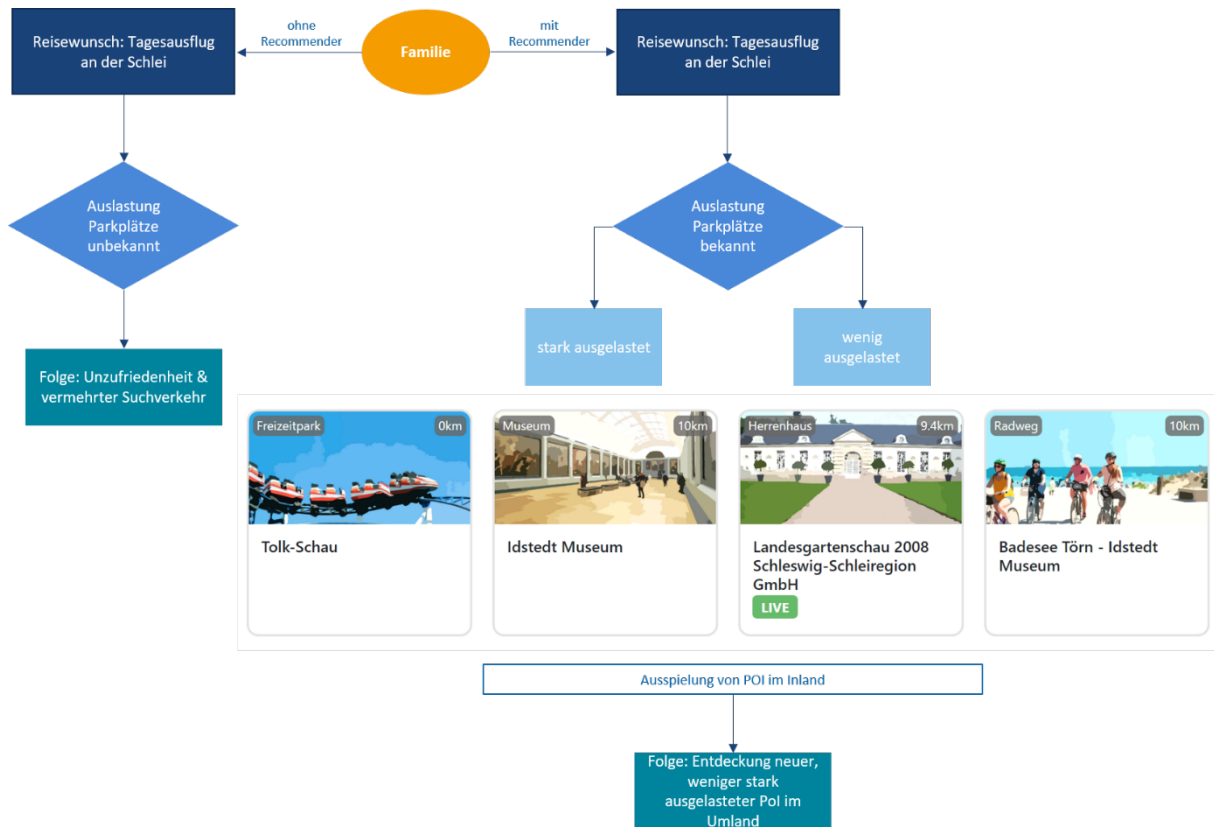 Reisewunsch: Tagesausflug
an der Schlei
ohne
Recommender
Familie
mit
Recommender
Reisewunsch: Tagesausflug
an der Schlei
Auslastung
Parkplätze
unbekannt
Auslastung
Parkplätze
bekannt
stark ausgelastet
wenig
ausgelastet
Folge: Unzufriedenheit &
vermehrter Suchverkehr
Freizeitpark
0km
Tolk-Schau
Museum
10km
Idstedt Museum
Herrenhaus
9.4km
Landesgartenschau 2008
Schleswig-Schleiregion
GmbH
LIVE
Radweg
10km
Badesee Törn - Idstedt
Museum
Ausspielung von POI im Inland
Folge: Entdeckung neuer,
weniger stark
ausgelasteter PoI im
Umland